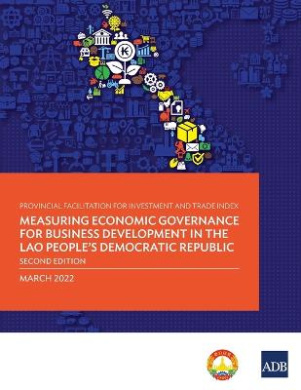 PROVINCIAL FACILITATION FOR INVESTMENT AND TRADE INDEX
MEASURING ECONOMIC GOVERNANCE
FOR BUSINESS DEVELOPMENT IN THE
LAO PEOPLE'S DEMOCRATIC REPUBLIC
SECOND EDITION
MARCH 2022
ADB